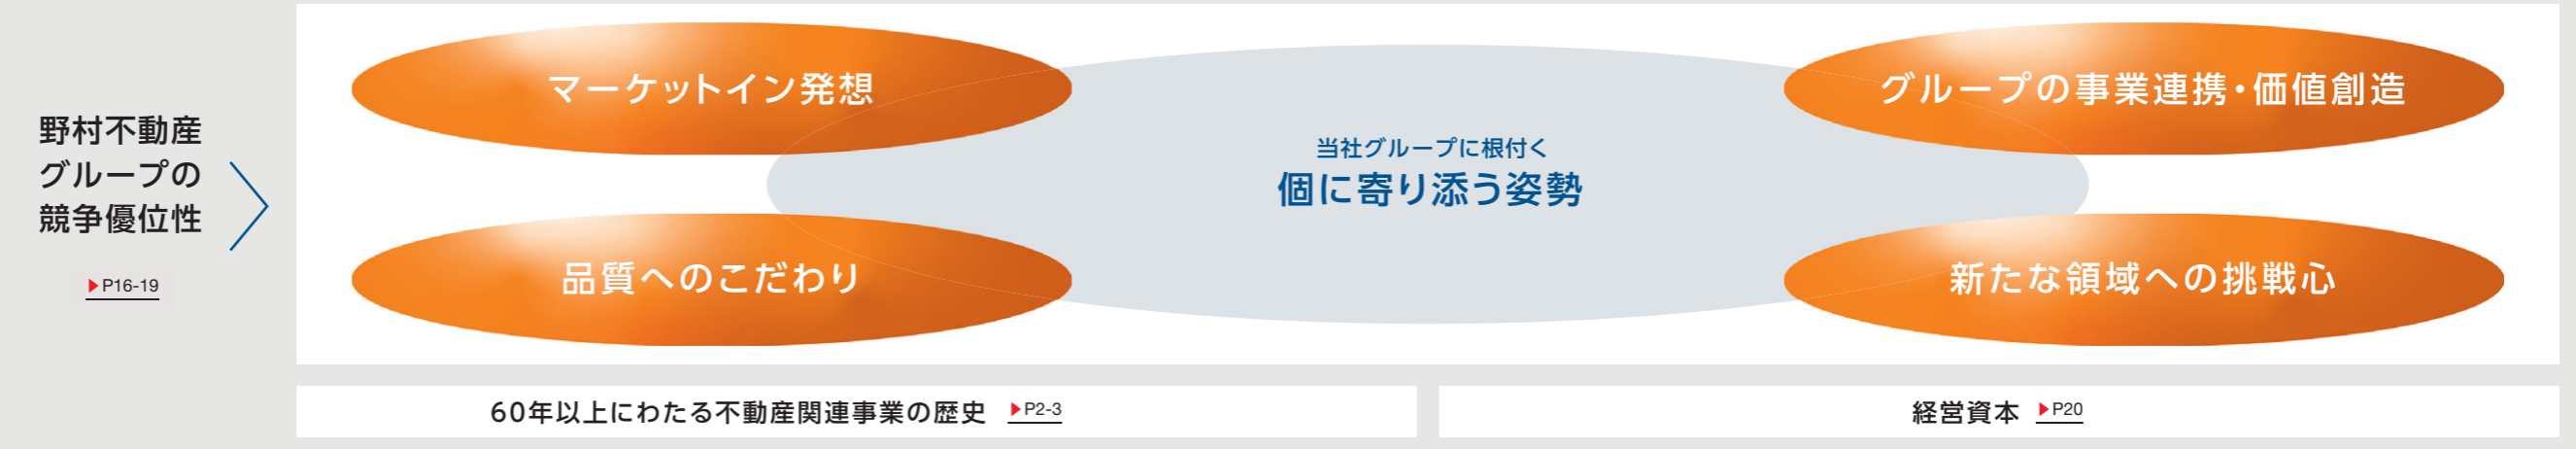 野村不動産
グループの
競争優位性
▶P16-19
マーケットイン発想
グループの事業連携・価値創造
当社グループに根付く
個に寄り添う姿勢
品質へのこだわり
新たな領域への挑戦心
60年以上にわたる不動産関連事業の歴史 ▶P2-3
経営資本 ▶P20